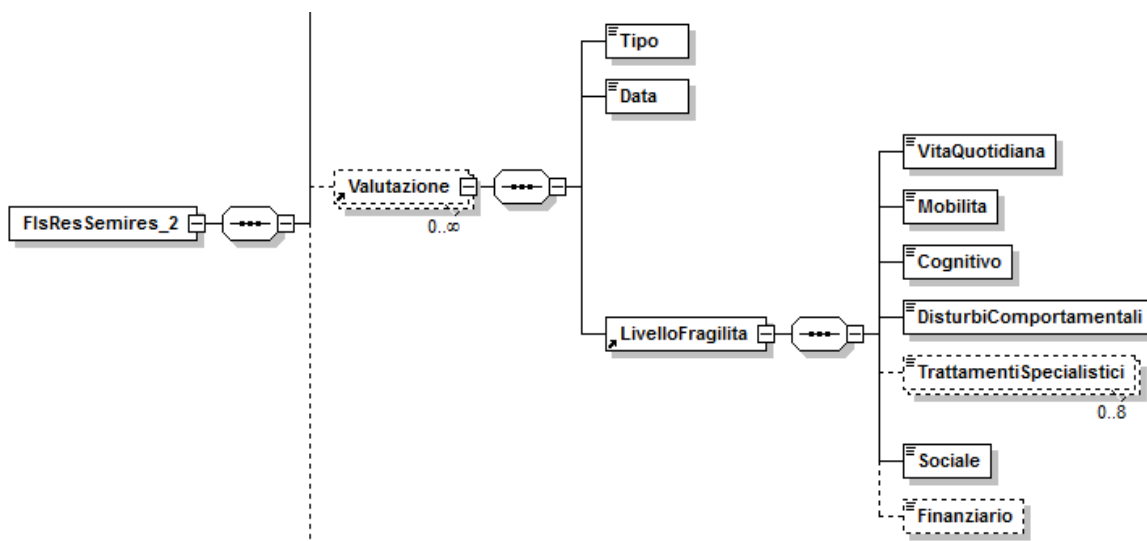 Tipo
Data
Valutazione
0..∞
FlsResSemires_2
LivelloFragilita
VitaQuotidiana
Mobilita
Cognitivo
DisturbiComportamentali
TrattamentiSpecialistici
0..8
Sociale
Finanziario